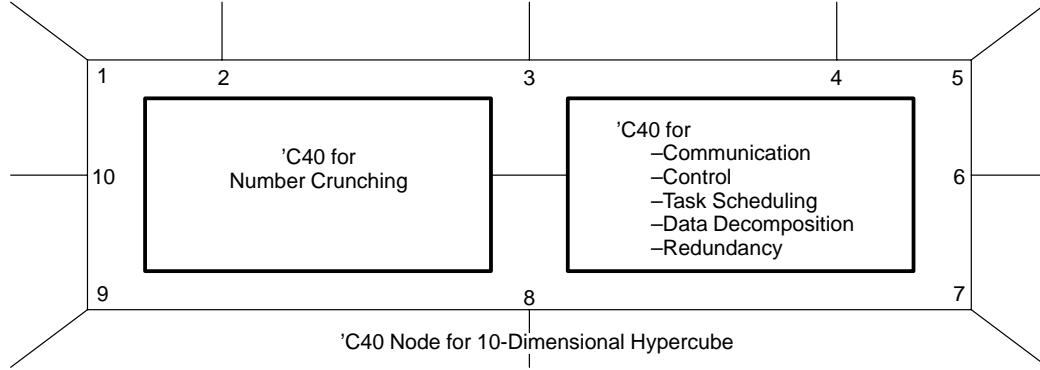 1 2 3 4 5
’C40 for
Number Crunching
’C40 for
–Communication
–Control
–Task Scheduling
–Data Decomposition
–Redundancy
10 6
9 8 7
’C40 Node for 10-Dimensional Hypercube